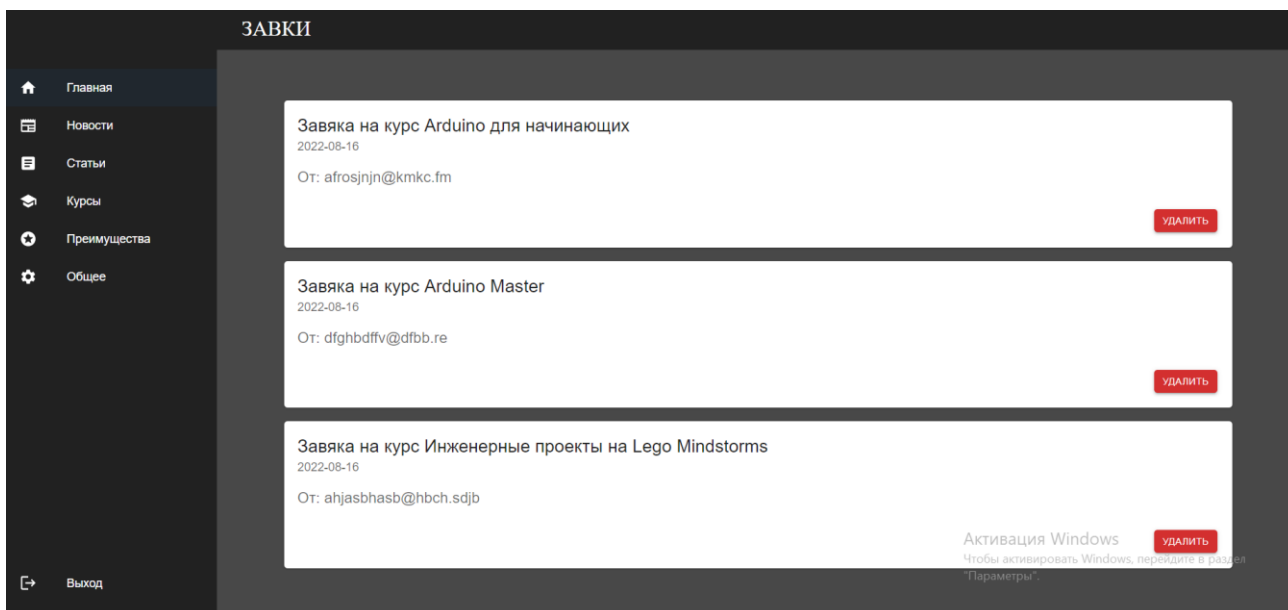 ЗАВКИ
Главная
Новости
Статьи
Курсы
Преимущества
Общее
Выход
Завяка на курс Arduino для начинающих
2022-08-16
От: afrosjnjn@kmkc.fm
УДАЛИТЬ
Завяка на курс Arduino Master
2022-08-16
От: dfghbdffv@dfbb.re
УДАЛИТЬ
Завяка на курс Инженерные проекты на Lego Mindstorms
2022-08-16
От: ahjasbhasb@hbch.sdjb
УДАЛИТЬ
Активация Windows
Чтобы активировать Windows, перейдите в раздел
"Параметры".